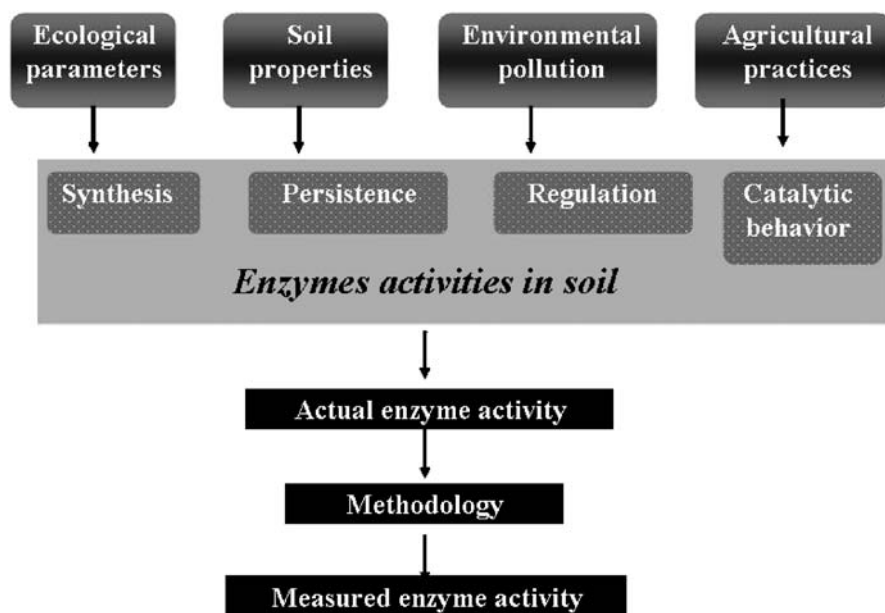 Ecological
parameters
Soil
properties
Environmental
pollution
Agricultural
practices
Synthesis
Persistence
Regulation
Catalytic
behavior
Enzymes activities in soil
Actual enzyme activity
Methodology
Measured enzyme activity